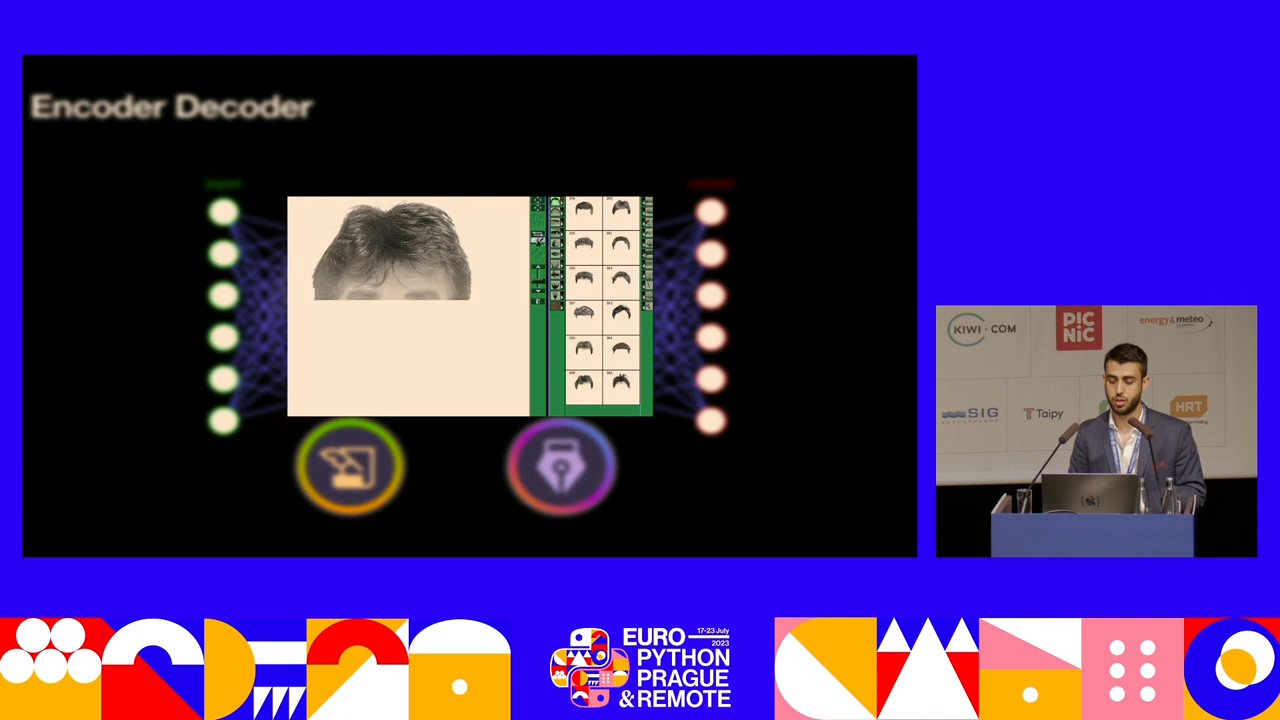 Encoder Decoder
KIWI.COM
PIC
NiC
energy & meteo
systems
SIG
Taipy
HRT
17-23 July
2023
EURO
PYTHON
PRAGUE
& REMOTE